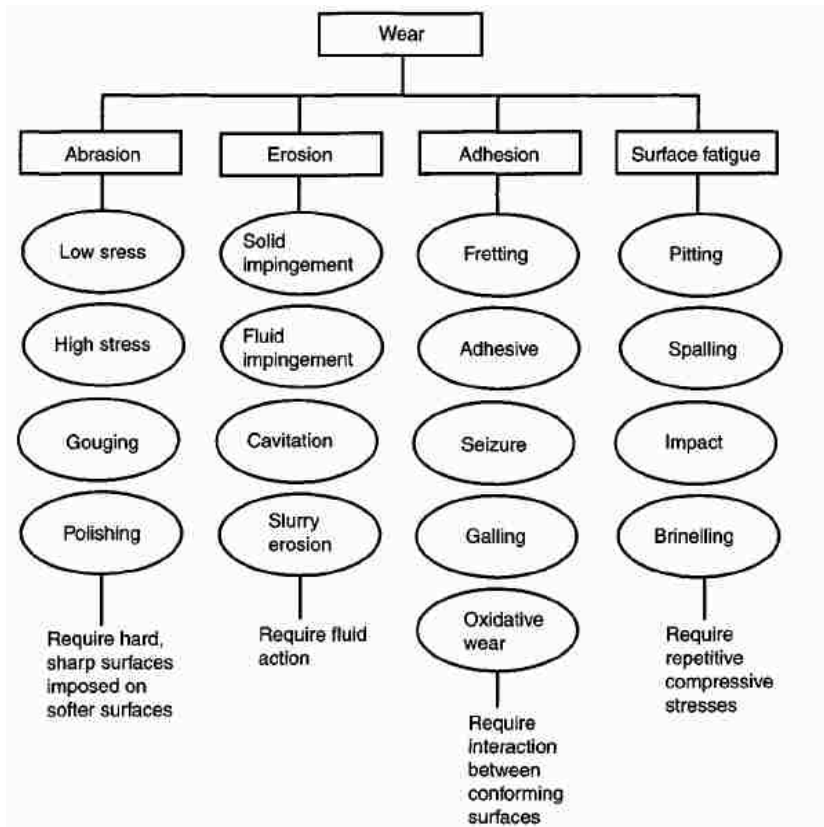 Wear
Abrasion
Erosion
Adhesion
Surface fatigue
Low sress
High stress
Gouging
Polishing
Require hard,
sharp surfaces
imposed on
softer surfaces
Solid
impingement
Fluid
impingement
Cavitation
Slurry
erosion
Require fluid
action
Fretting
Adhesive
Seizure
Galling
Oxidative
wear
Require
interaction
between
conforming
surfaces
Pitting
Spalling
Impact
Brinelling
Require
repetitive
compressive
stresses